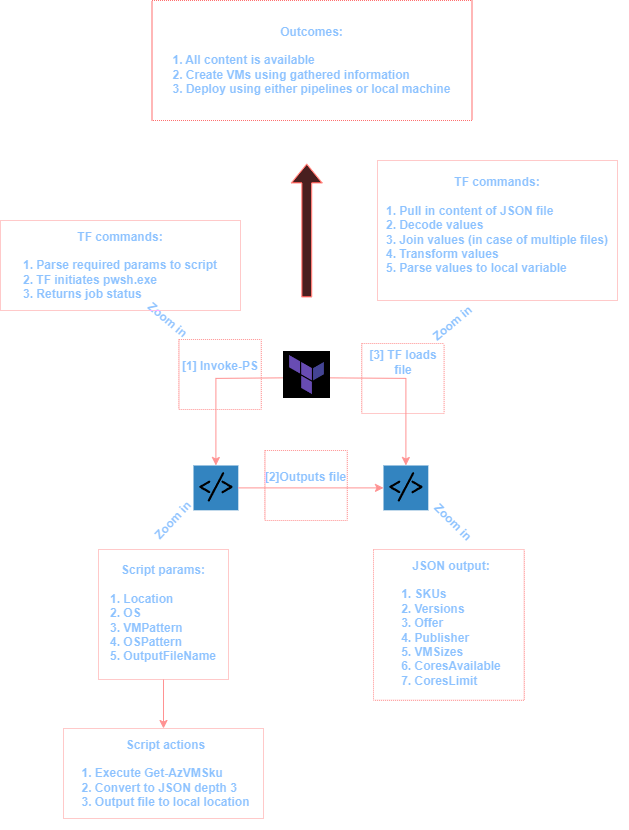 Outcomes:
1. All content is available
2. Create VMs using gathered information
3. Deploy using either pipelines or local machine
TF commands:
1. Pull in content of JSON file
2. Decode values
3. Join values (in case of multiple files)
4. Transform values
5. Parse values to local variable
TF commands:
1. Parse required params to script
2. TF initiates pwsh.exe
3. Returns job status
Zoom in
Zoom in
[1] Invoke-PS
[3] TF loads
file
</>
[2]Outputs file
</>
Zoom in
Zoom in
Script params:
1. Location
2. OS
3. VMPattern
4. OSPattern
5. OutputFileName
JSON output:
1. SKUs
2. Versions
3. Offer
4. Publisher
5. VMSizes
6. CoresAvailable
7. CoresLimit
Script actions
1. Execute Get-AzVMSku
2. Convert to JSON depth 3
3. Output file to local location